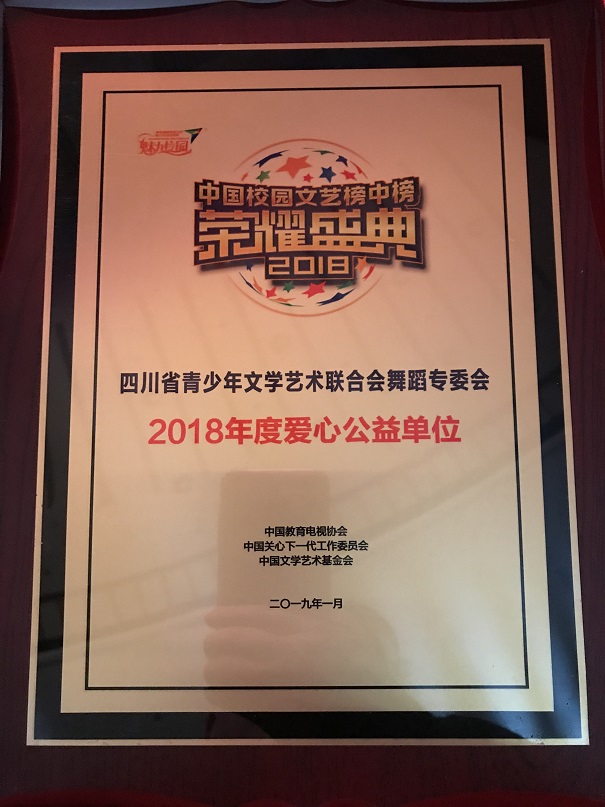 魅力校园
中国校园文艺榜中榜
荣耀盛典
2018
四川省青少年文学艺术联合会舞蹈专委会
2018年度爱心公益单位
中国教育电视协会
中国关心下一代工作委员会
中国文学艺术基金会
二〇一九年一月